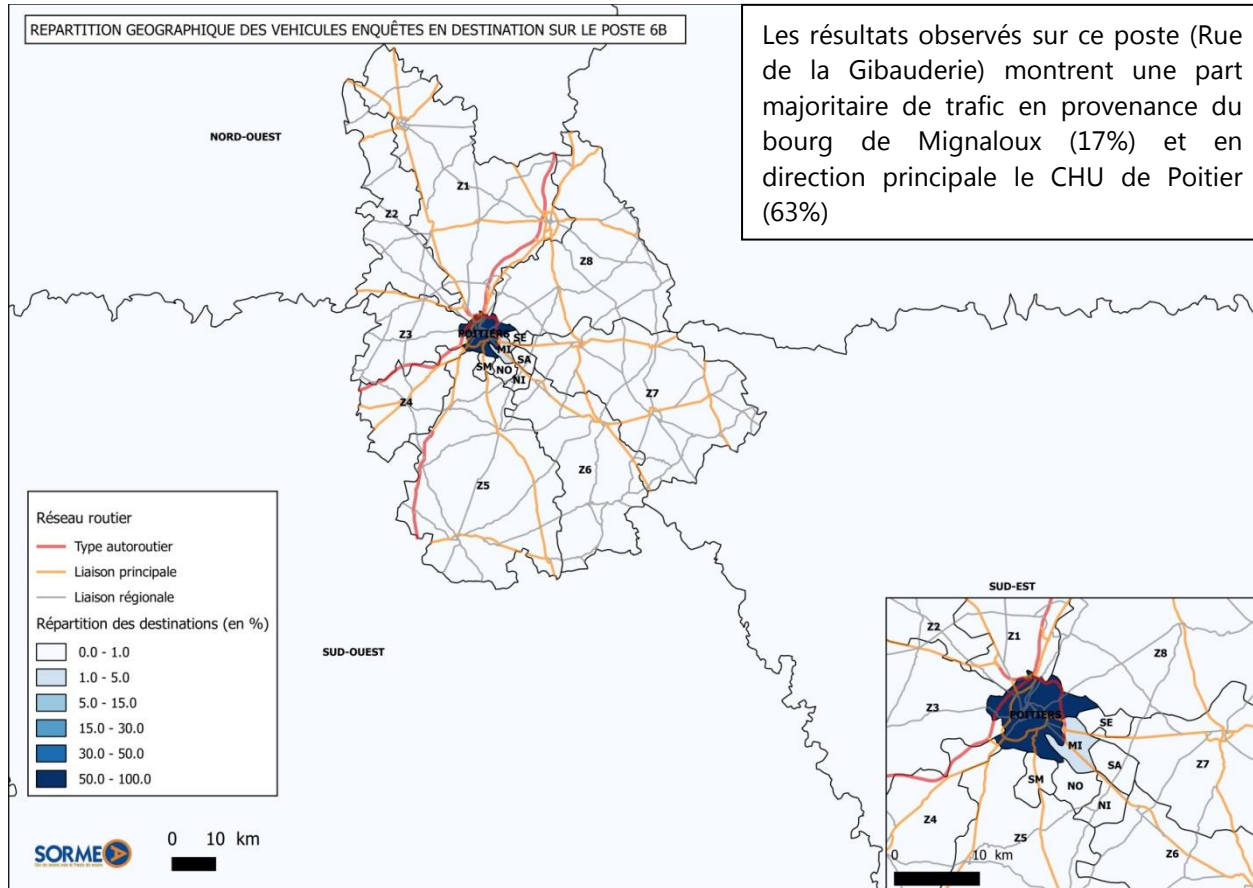 REPARTITION GEOGRAPHIQUE DES VEHICULES ENQUÊTES EN DESTINATION SUR LE POSTE 6B
Les résultats observés sur ce poste (Rue
de la Gibauderie) montrent une part
majoritaire de trafic en provenance du
bourg de Mignaloux (17%) et en
direction principale le CHU de Poitier
(63%)
NORD-OUEST
Z1
Z2
Z8
Z3
POITIERS
SE
MI
SA
SM
NO
NI
Z4
Z7
Z6
Z5
SUD-OUEST
SUD-EST
Réseau routier
Type autoroutier
Liaison principale
Liaison régionale
Répartition des destinations (en %)
0.0 - 1.0
1.0 - 5.0
5.0 - 15.0
15.0 - 30.0
30.0 - 50.0
50.0 - 100.0
SORMEA
0 10 km
Z2
Z1
Z8
Z3
POITIERS
SE
MI
SA
SM
NO
NI
Z7
Z4
Z5
Z6
0 10 km